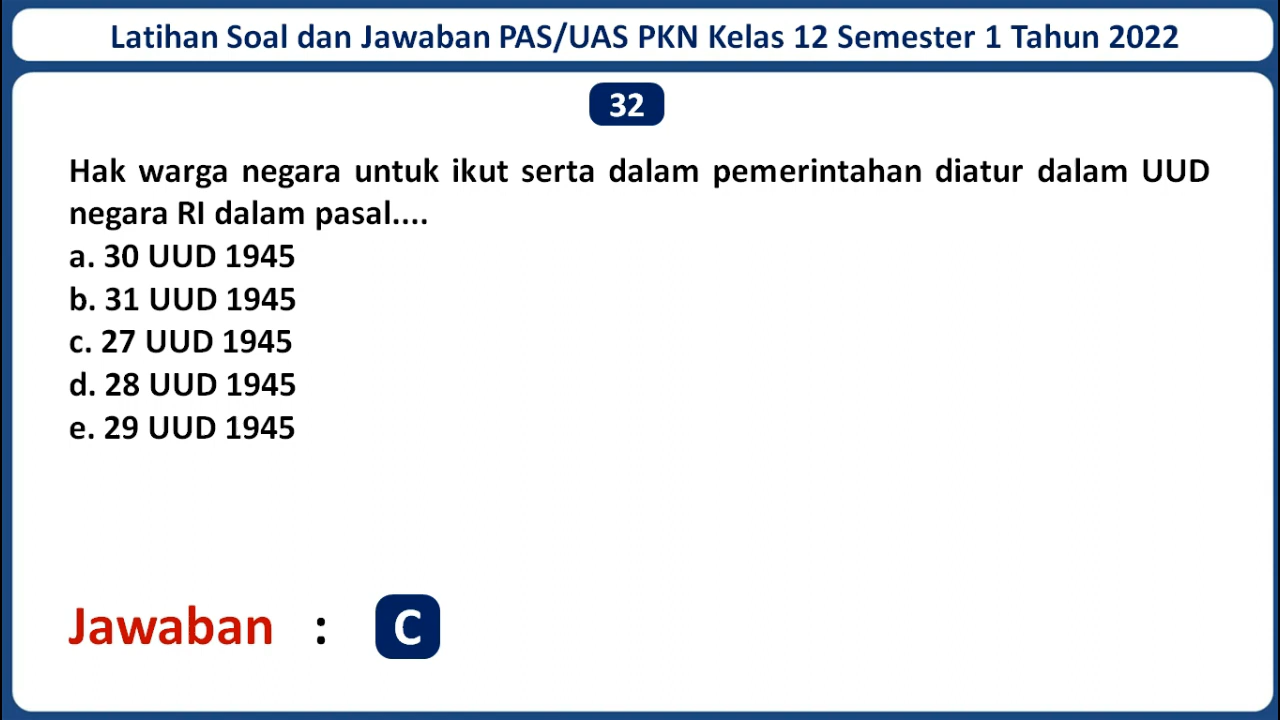 Latihan Soal dan Jawaban PAS/UAS PKN Kelas 12 Semester 1 Tahun 2022
32
Hak warga negara untuk ikut serta dalam pemerintahan diatur dalam UUD
negara RI dalam pasal....
a. 30 UUD 1945
b. 31 UUD 1945
c. 27 UUD 1945
d. 28 UUD 1945
e. 29 UUD 1945
Jawaban : C